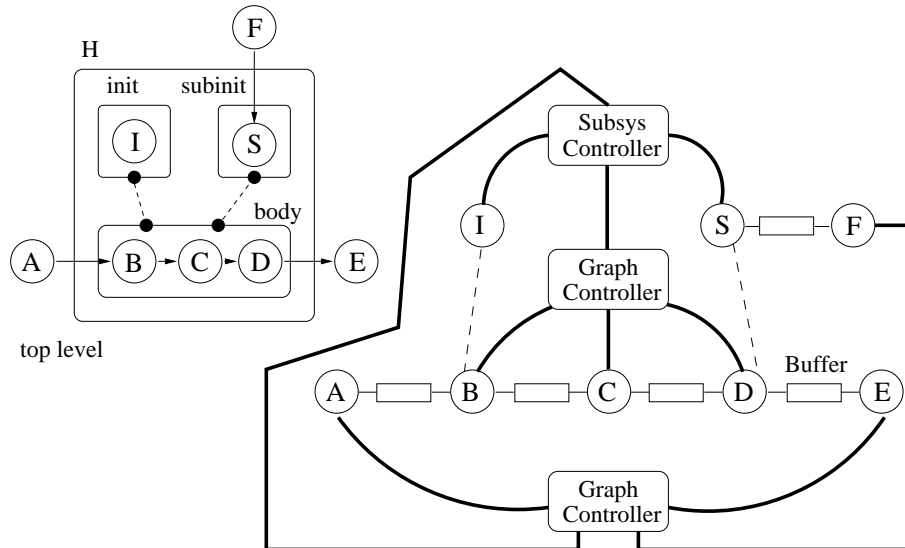 F
H
init
subinit
I
S
body
A
B
C
D
E
top level
Subsys
Controller
I
S
F
Graph
Controller
Buffer
A
B
C
D
E
Graph
Controller